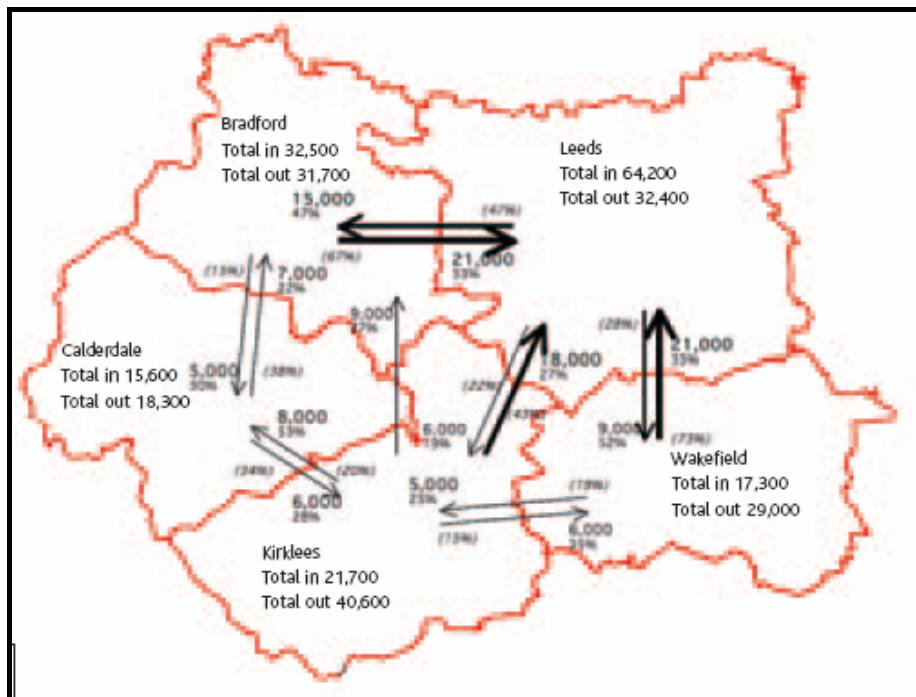 Bradford
Total in 32,500
Total out 31,700
Leeds
Total in 64,200
Total out 32,400
15,000
47%
(47%)
(67%)
21,000
33%
(15%)
7,000
22%
9,000
Calderdale
Total in 15,600
Total out 18,300
5,000
30%
(38%)
18,000
27%
(22%)
(43%)
(28%)
21,000
33%
8,000
53%
(34%)
(20%)
6,000
28%
6,000
19%
9,000
52%
(73%)
Wakefield
Total in 17,300
Total out 29,000
5,000
25%
(19%)
(15%)
6,000
35%
Kirklees
Total in 21,700
Total out 40,600